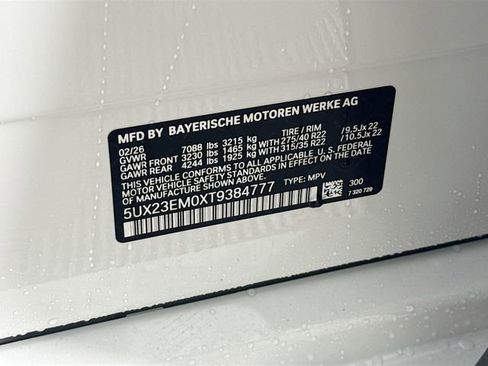 MFD BY BAYERISCHE MOTOREN WERKE AG
02/26 7088 lbs 3215 kg TIRE / RIM
GVWR
GAWR FRONT 3230 lbs 1465 kg WITH 275/40 R22 /9.5Jx 22
GAWR REAR 4244 lbs 1925 kg WITH 315/35 R22 /10.5Jx 22
THIS VEHICLE CONFORMS TO ALL APPLICABLE U. S. FEDERAL
MOTOR VEHICLE SAFETY STANDARDS IN EFFECT ON THE DATE
OF MANUFACTURE SHOWN ABOVE.
5UX23EM0XT9384777 TYPE: MPV 300
7 320 729